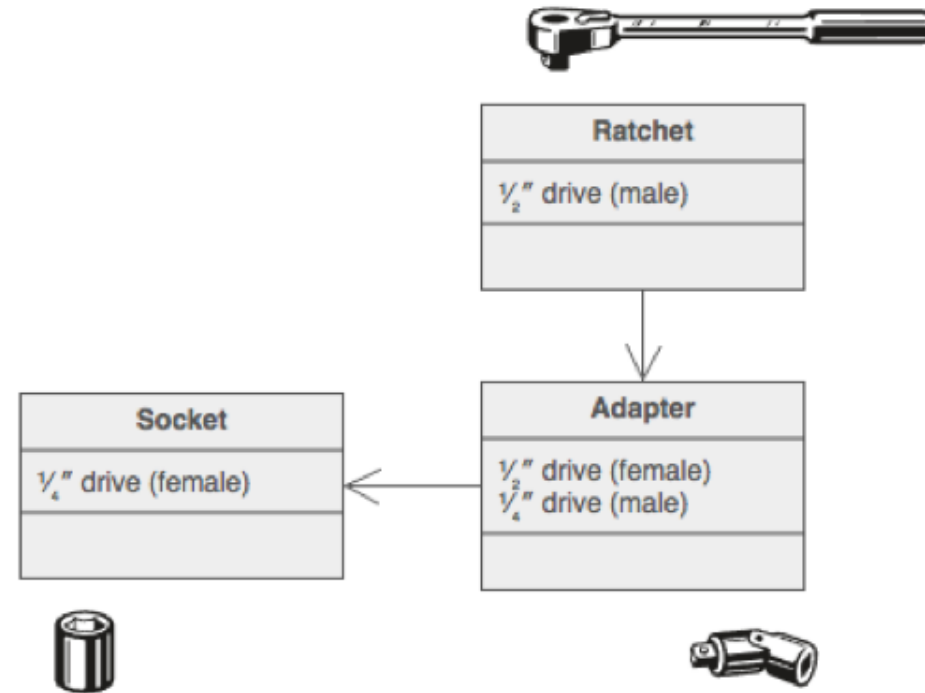 Ratchet
½" drive (male)
Socket
¼" drive (female)
Adapter
½" drive (female)
¼" drive (male)